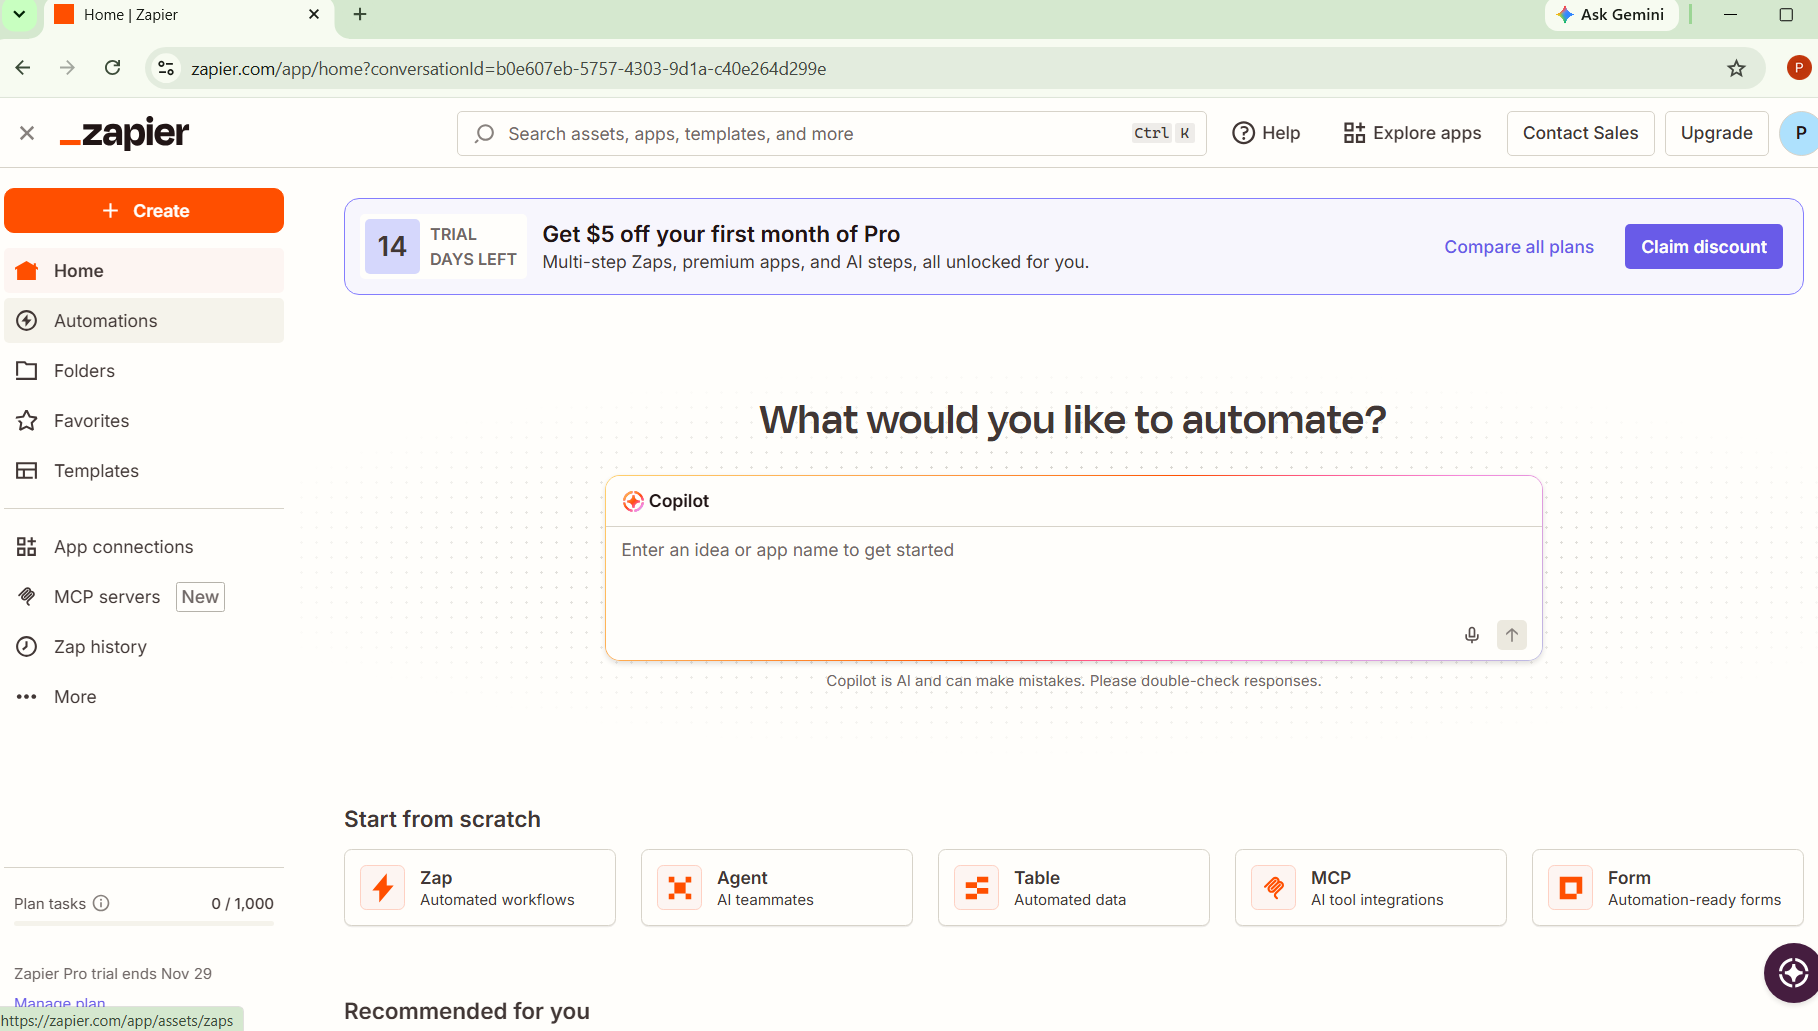 Home | Zapier
Ask Gemini
zapier.com/app/home?conversationId=b0e607eb-5757-4303-9d1a-c40e264d299e
P
zapier
Search assets, apps, templates, and more
Ctrl K
Help
Explore apps
Contact Sales
Upgrade
P
+ Create
Home
Automations
Folders
Favorites
Templates
App connections
MCP servers New
Zap history
More
Plan tasks 0 / 1,000
Zapier Pro trial ends Nov 29
Manage plan
https://zapier.com/app/assets/zaps
14
TRIAL
DAYS LEFT
Get $5 off your first month of Pro
Multi-step Zaps, premium apps, and AI steps, all unlocked for you.
Compare all plans
Claim discount
What would you like to automate?
Copilot
Enter an idea or app name to get started
Copilot is AI and can make mistakes. Please double-check responses.
Start from scratch
Zap
Automated workflows
Agent
AI teammates
Table
Automated data
MCP
AI tool integrations
Form
Automation-ready forms
Recommended for you